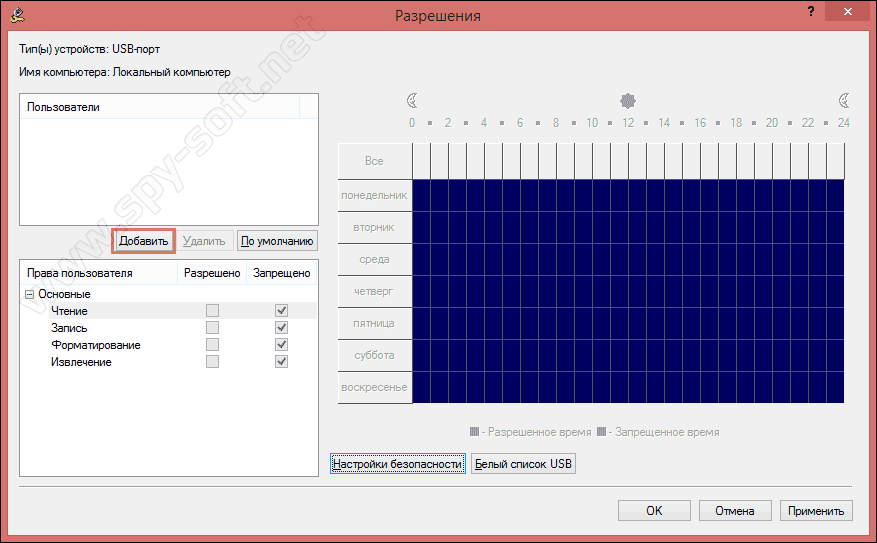 Разрешения
? ×
Тип(ы) устройств: USB-порт
Имя компьютера: Локальный компьютер
Пользователи
Добавить Удалить По умолчанию
Права пользователя Разрешено Запрещено
Основные
Чтение
Запись
Форматирование
Извлечение
0 2 4 6 8 10 12 14 16 18 20 22 24
Все
понедельник
вторник
среда
четверг
пятница
суббота
воскресенье
- Разрешенное время - Запрещенное время
Настройки безопасности Белый список USB
OK Отмена Применить
www.spy-soft.net